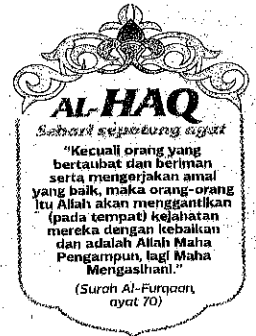 AL-HAQ
Sehari sepotong ayat
"Kecuali orang yang
bertaubat dan beriman
serta mengerjakan amal
yang baik, maka orang-orang
itu Allah akan menggantikan
(pada tempat) kejahatan
mereka dengan kebaikan
dan adalah Allah Maha
Pengampun, lagi Maha
Mengasihani."
(Surah Al-Furqaan,
ayat 70)